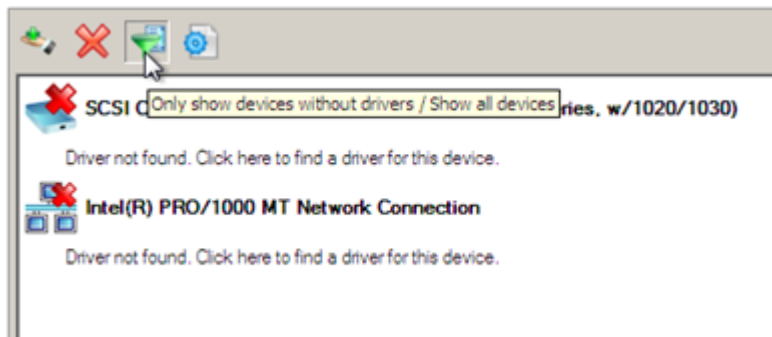 SCSI C
Only show devices without drivers / Show all devices
ries, w/1020/1030)
Driver not found. Click here to find a driver for this device.
Intel(R) PRO/1000 MT Network Connection
Driver not found. Click here to find a driver for this device.